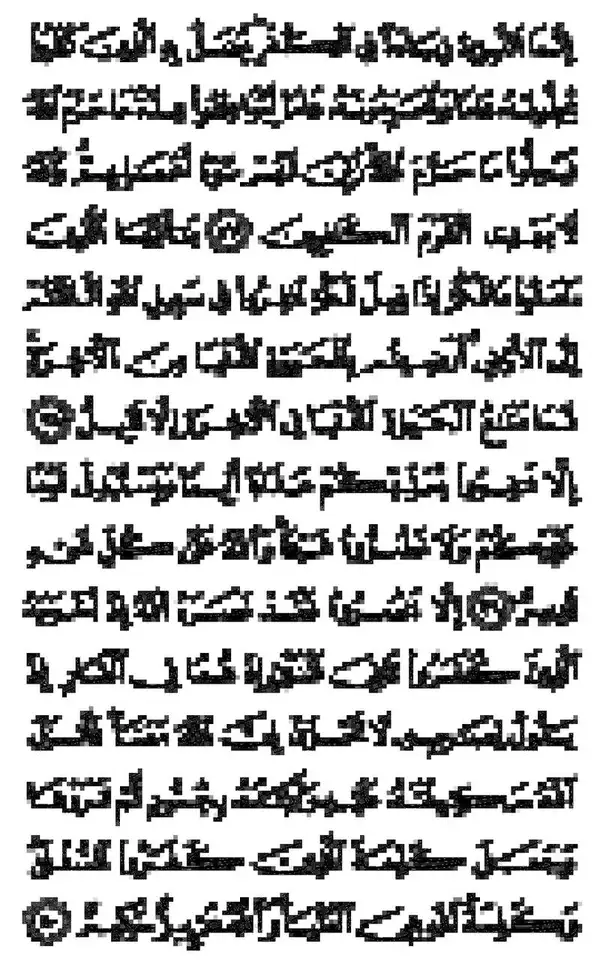 إنما النسيء زيادة في الكفر يضل به الذين كفروا
يحلونه عاما ويحرمونه عاما ليواطئوا عدة ما حرم الله
فيحلوا ما حرم الله زين لهم سوء أعمالهم والله
لا يهدي القوم الكافرين ٣٧ يا أيها الذين
آمنوا ما لكم إذا قيل لكم انفروا في سبيل الله اثاقلتم
إلى الأرض أرضيتم بالحياة الدنيا من الآخرة
فما متاع الحياة الدنيا في الآخرة إلا قليل ٣٨
إلا تنفروا يعذبكم عذابا أليما ويستبدل قوما
غيركم ولا تضروه شيئا والله على كل شيء
قدير ٣٩ إلا تنصروه فقد نصره الله إذ أخرجه
الذين كفروا ثاني اثنين إذ هما في الغار إذ
يقول لصاحبه لا تحزن إن الله معنا فأنزل
الله سكينته عليه وأيده بجنود لم تروها
وجعل كلمة الذين كفروا السفلى
وكلمة الله هي العليا والله عزيز حكيم ٤٠